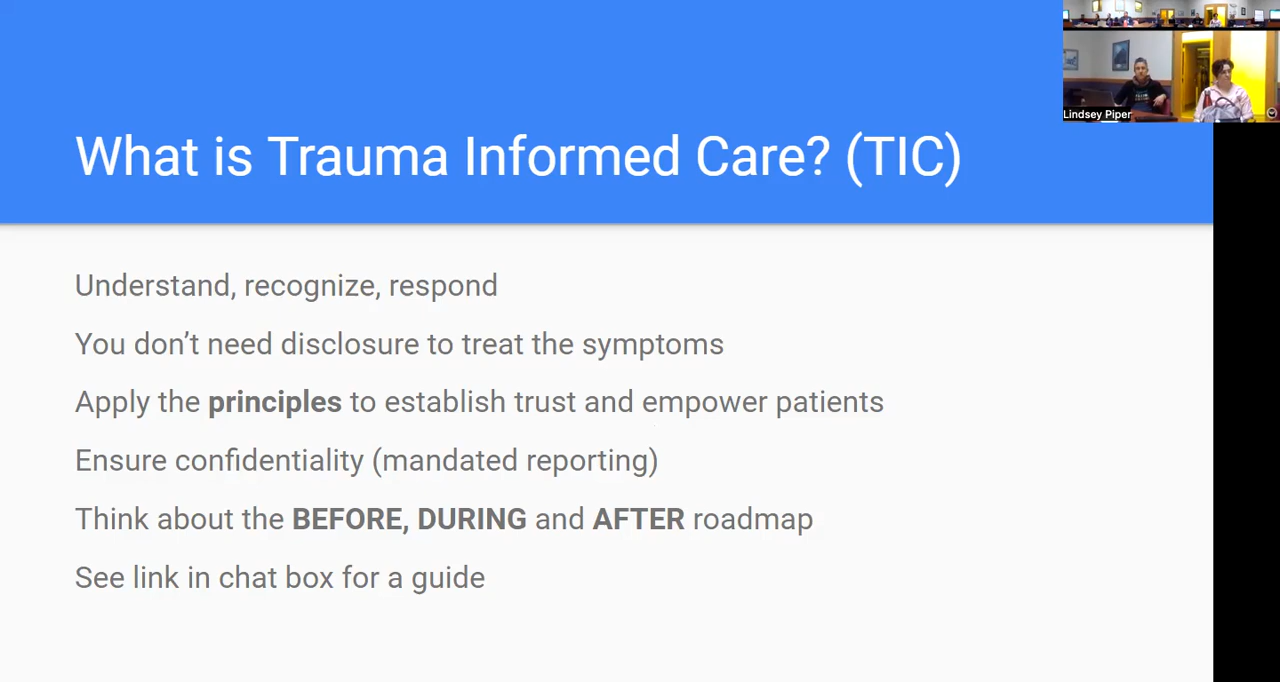 Lindsey Piper
What is Trauma Informed Care? (TIC)
Understand, recognize, respond
You don’t need disclosure to treat the symptoms
Apply the principles to establish trust and empower patients
Ensure confidentiality (mandated reporting)
Think about the BEFORE, DURING and AFTER roadmap
See link in chat box for a guide